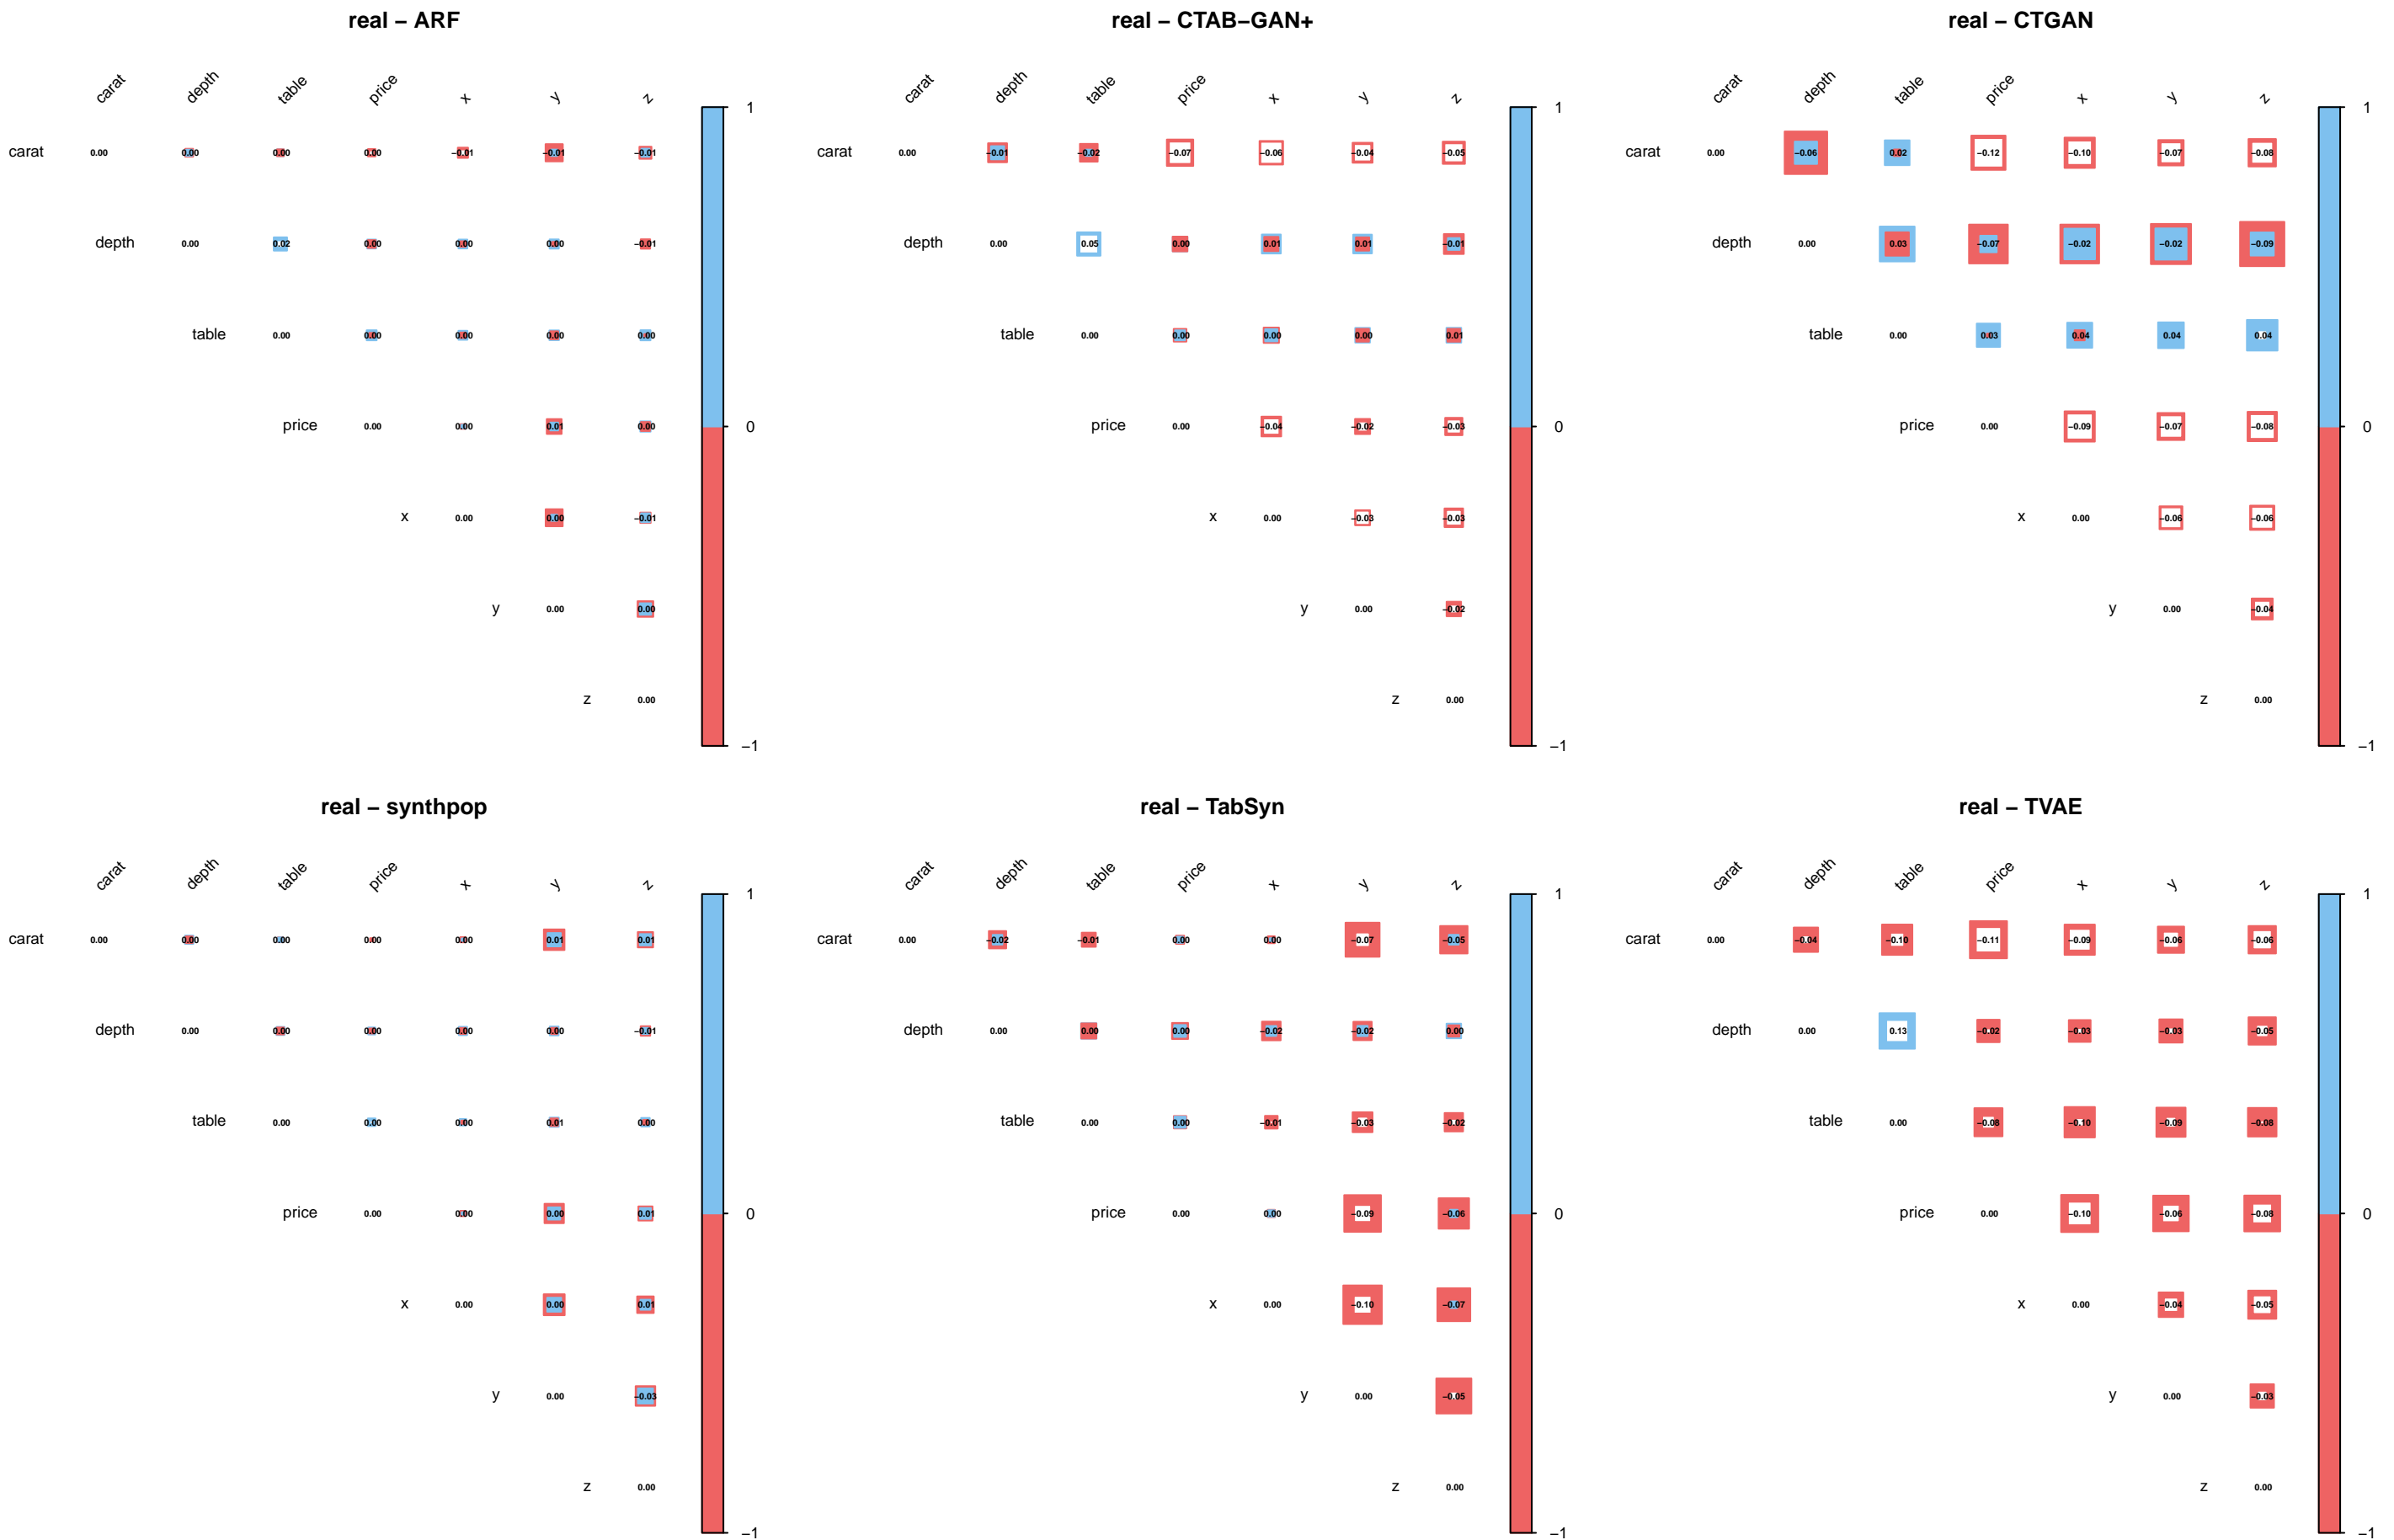 real – ARF
carat depth table price x y z
carat 0.00 0.00 0.00 0.00 −0.01 −0.01 −0.01
depth 0.00 0.02 0.00 0.00 0.00 −0.01
table 0.00 0.00 0.00 0.00 0.00
price 0.00 0.00 0.01 0.00
x 0.00 0.00 −0.01
y 0.00 0.00
z 0.00
1
0
−1
real – CTAB−GAN+
carat depth table price x y z
carat 0.00 −0.01 −0.02 −0.07 −0.06 −0.04 −0.05
depth 0.00 0.05 0.00 0.01 0.01 −0.01
table 0.00 0.00 0.00 0.00 0.01
price 0.00 −0.04 −0.02 −0.03
x 0.00 −0.03 −0.03
y 0.00 −0.02
z 0.00
1
0
−1
real – CTGAN
carat depth table price x y z
carat 0.00 −0.06 0.02 −0.12 −0.10 −0.07 −0.08
depth 0.00 0.03 −0.07 −0.02 −0.02 −0.09
table 0.00 0.03 0.04 0.04 0.04
price 0.00 −0.09 −0.07 −0.08
x 0.00 −0.06 −0.06
y 0.00 −0.04
z 0.00
1
0
−1
real – synthpop
carat depth table price x y z
carat 0.00 0.00 0.00 0.00 0.00 0.01 0.01
depth 0.00 0.00 0.00 0.00 0.00 −0.01
table 0.00 0.00 0.00 0.01 0.00
price 0.00 0.00 0.00 0.01
x 0.00 0.00 0.01
y 0.00 −0.03
z 0.00
1
0
−1
real – TabSyn
carat depth table price x y z
carat 0.00 −0.02 −0.01 0.00 0.00 −0.07 −0.05
depth 0.00 0.00 0.00 −0.02 −0.02 0.00
table 0.00 0.00 −0.01 −0.03 −0.02
price 0.00 0.00 −0.09 −0.06
x 0.00 −0.10 −0.07
y 0.00 −0.05
z 0.00
1
0
−1
real – TVAE
carat depth table price x y z
carat 0.00 −0.04 −0.10 −0.11 −0.09 −0.06 −0.06
depth 0.00 0.13 −0.02 −0.03 −0.03 −0.05
table 0.00 −0.08 −0.10 −0.09 −0.08
price 0.00 −0.10 −0.06 −0.08
x 0.00 −0.04 −0.05
y 0.00 −0.03
z 0.00
1
0
−1